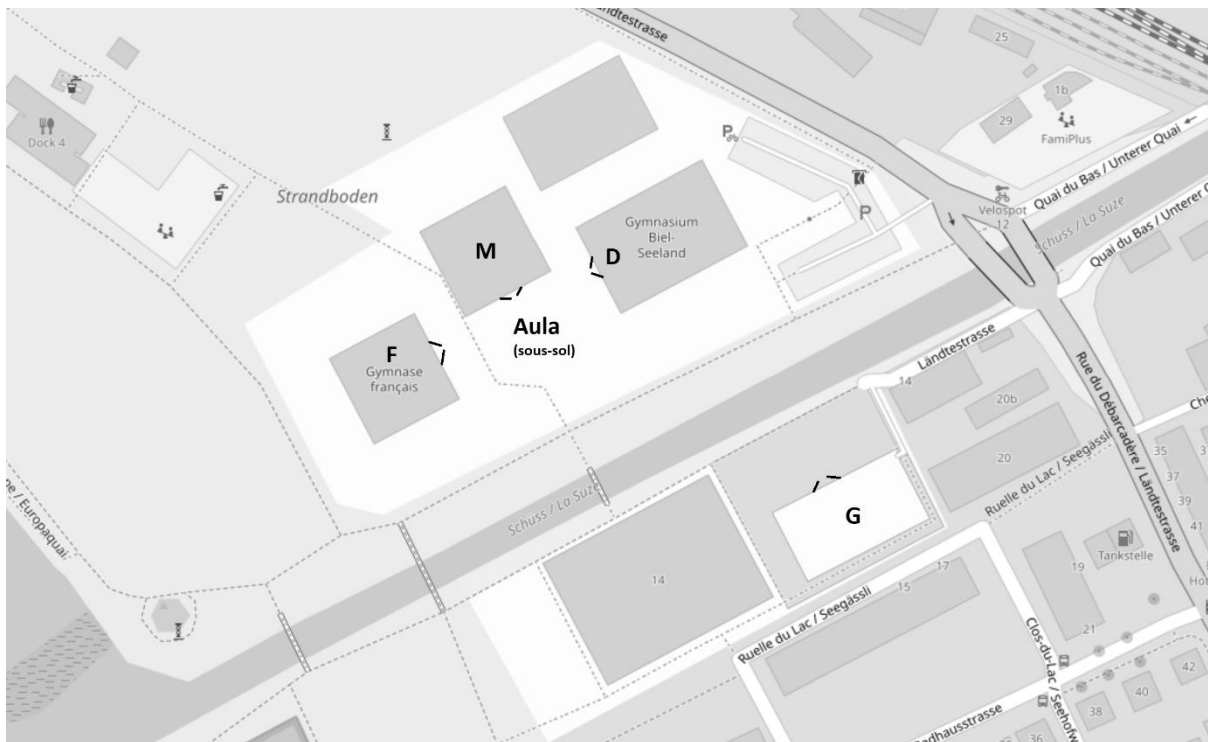 Ländtestrasse
25
1b
29
FamiPlus
Dock 4
P
Strandboden
Gymnasium
Biel-
Seeland
P
Velospot
12
Quai du Bas / Unterer Quai
Schüss / La Suze
Quai du Bas / Unterer
M
D
Aula
(sous-sol)
F
Gymnase
français
Ländtestrasse
14
20b
20
Rue du Débarcadère / Ländtestrasse
Ruelle du Lac / Seegässli
35
37
39
41
Schüss / La Suze
G
/ Europaquai
14
Tankstelle
19
17
15
Ruelle du Lac / Seegässli
21
Clos-du-Lac /
42
40
38
36